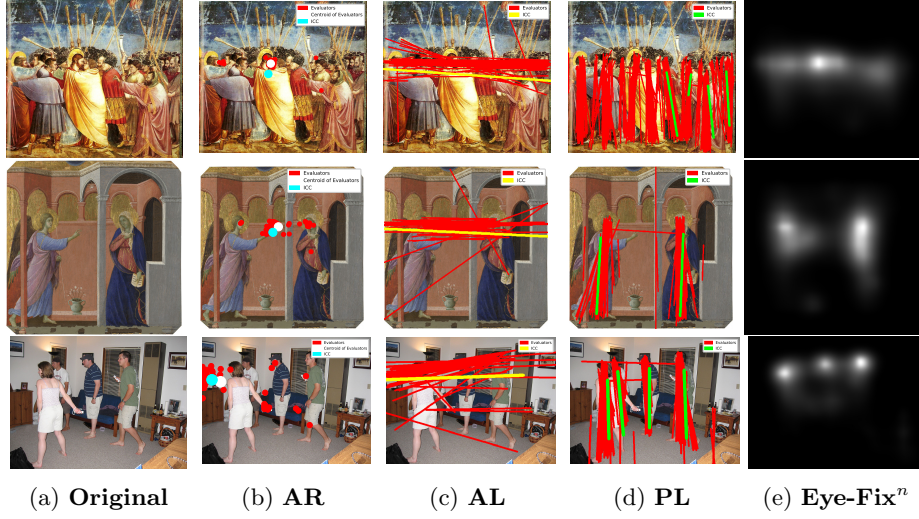 Evaluators
Centroid of Evaluators
ICC
Evaluators
ICC
Evaluators
ICC
Evaluators
Centroid of Evaluators
ICC
Evaluators
ICC
Evaluators
ICC
Evaluators
Centroid of Evaluators
ICC
Evaluators
ICC
Evaluators
ICC
(a) Original
(b) AR
(c) AL
(d) PL
(e) Eye-Fixⁿ